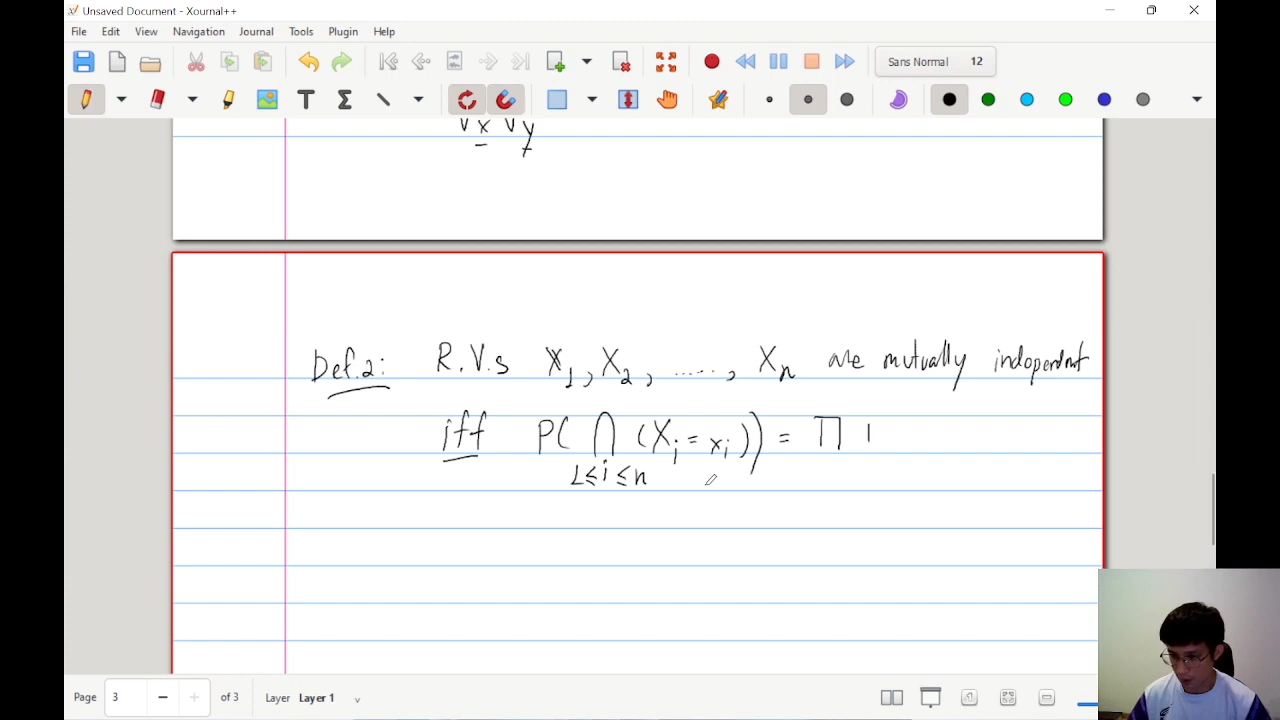 Unsaved Document - Xournal++
File Edit View Navigation Journal Tools Plugin Help
Sans Normal 12
∀x ∀y
Def.2: R.V.s X₁, X₂, ....., Xₙ are mutually independent
iff P( ⋂ (Xᵢ = xᵢ)) = ∏
1≤i≤n
Page 3 of 3 Layer Layer 1